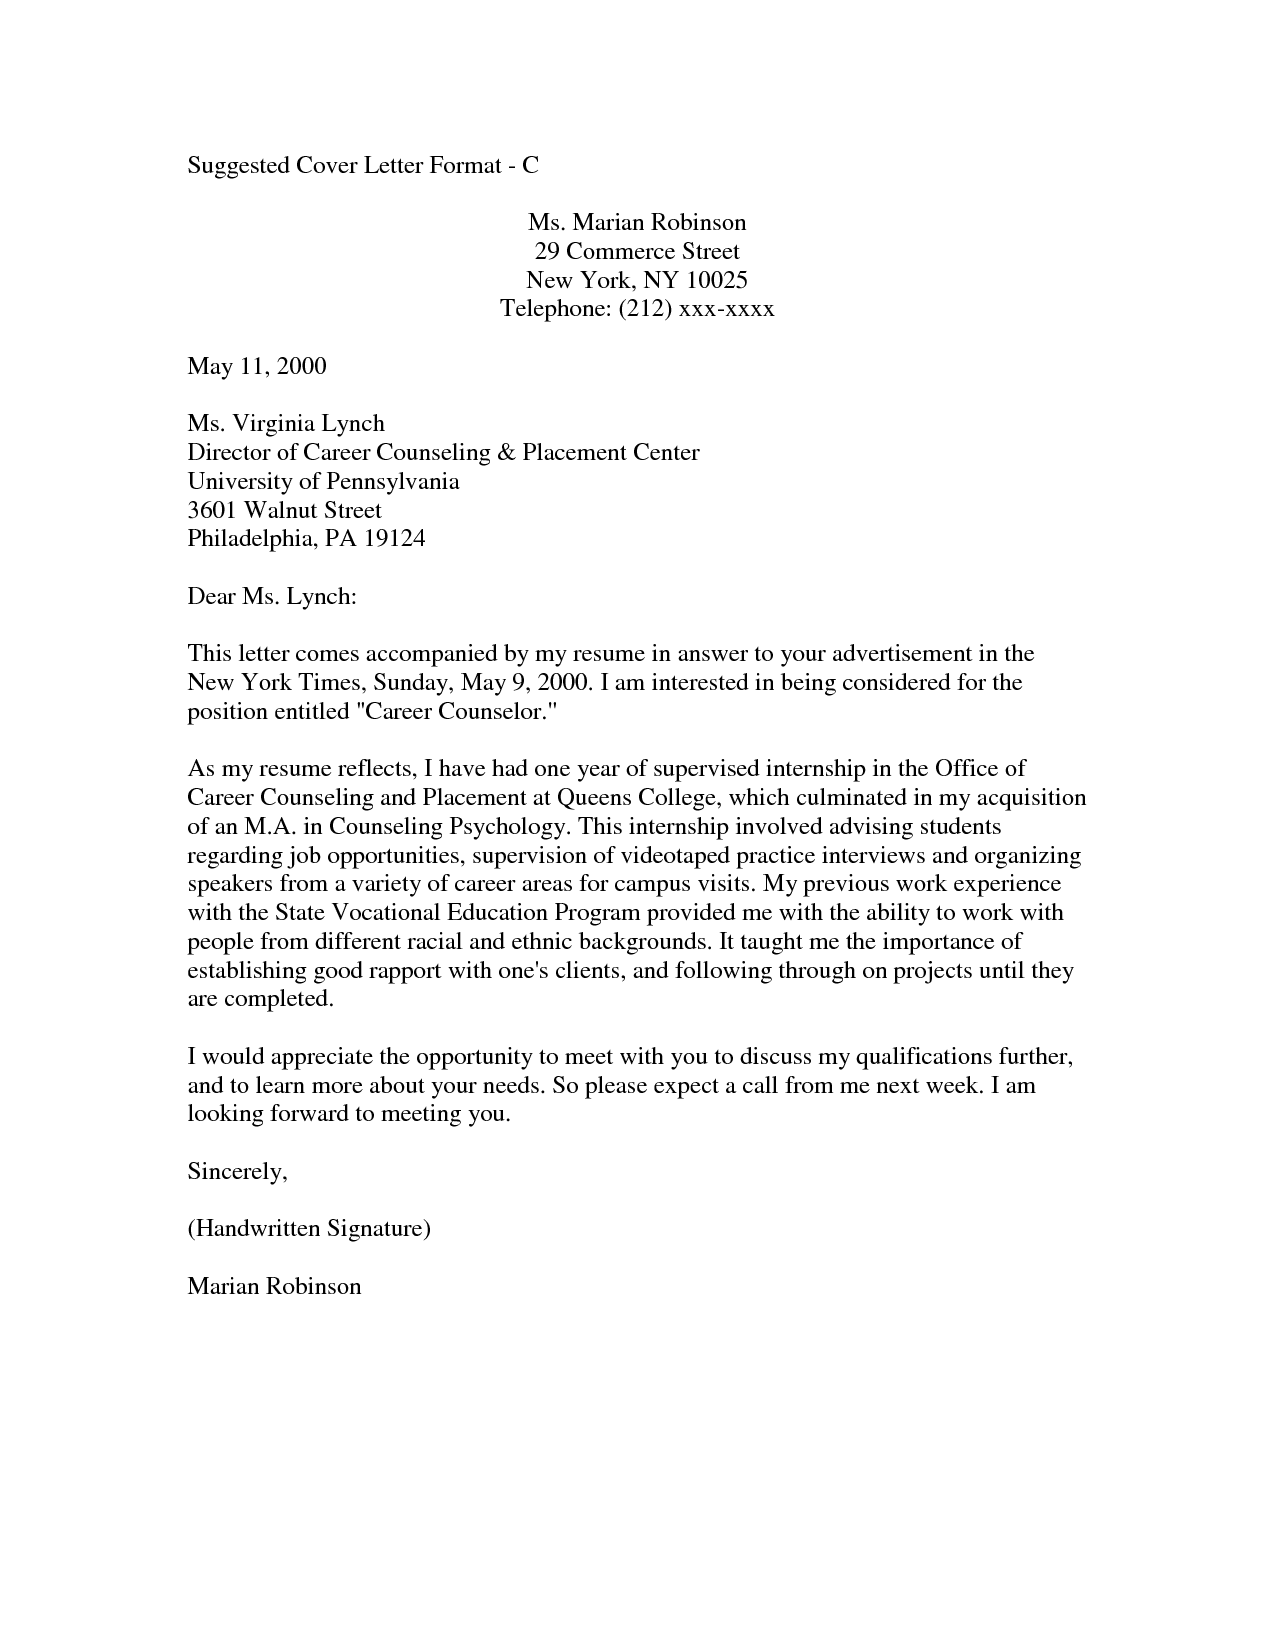 Suggested Cover Letter Format - C
Ms. Marian Robinson
29 Commerce Street
New York, NY 10025
Telephone: (212) xxx-xxxx
May 11, 2000
Ms. Virginia Lynch
Director of Career Counseling & Placement Center
University of Pennsylvania
3601 Walnut Street
Philadelphia, PA 19124
Dear Ms. Lynch:
This letter comes accompanied by my resume in answer to your advertisement in the
New York Times, Sunday, May 9, 2000. I am interested in being considered for the
position entitled "Career Counselor."
As my resume reflects, I have had one year of supervised internship in the Office of
Career Counseling and Placement at Queens College, which culminated in my acquisition
of an M.A. in Counseling Psychology. This internship involved advising students
regarding job opportunities, supervision of videotaped practice interviews and organizing
speakers from a variety of career areas for campus visits. My previous work experience
with the State Vocational Education Program provided me with the ability to work with
people from different racial and ethnic backgrounds. It taught me the importance of
establishing good rapport with one's clients, and following through on projects until they
are completed.
I would appreciate the opportunity to meet with you to discuss my qualifications further,
and to learn more about your needs. So please expect a call from me next week. I am
looking forward to meeting you.
Sincerely,
(Handwritten Signature)
Marian Robinson